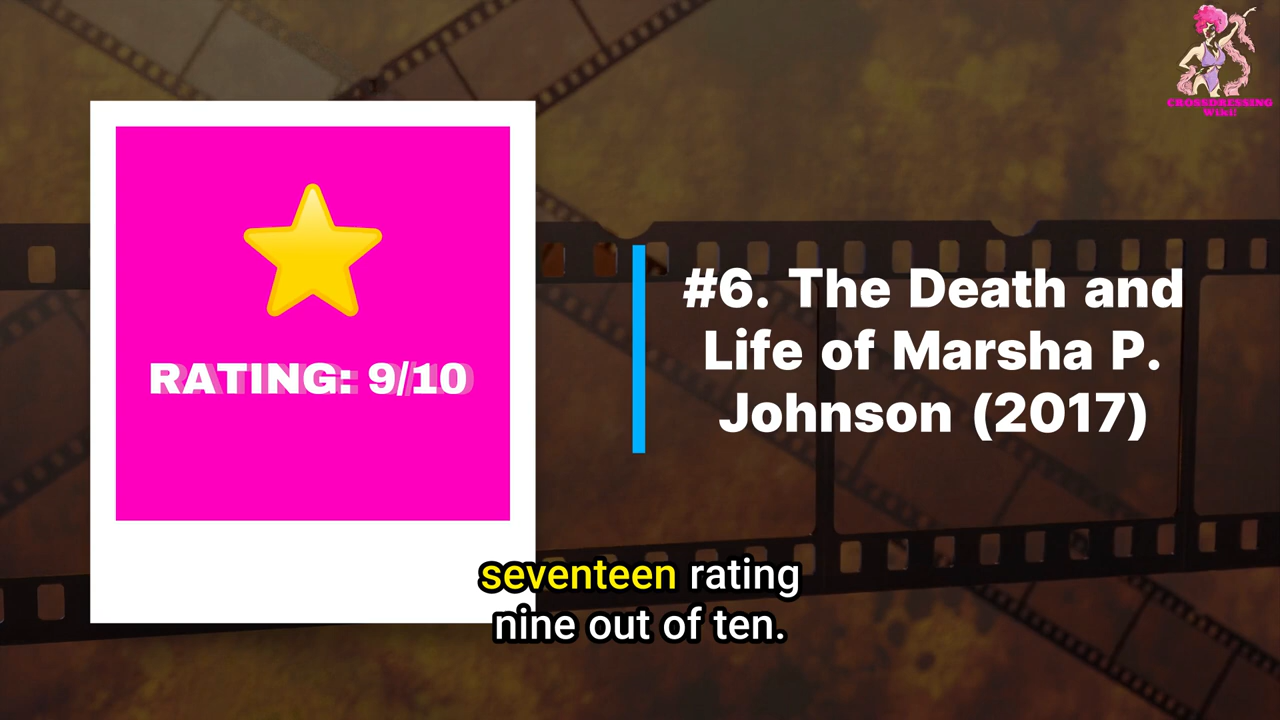 CROSSDRESSING
Wiki!
RATING: 9/10
#6. The Death and
Life of Marsha P.
Johnson (2017)
seventeen rating
nine out of ten.